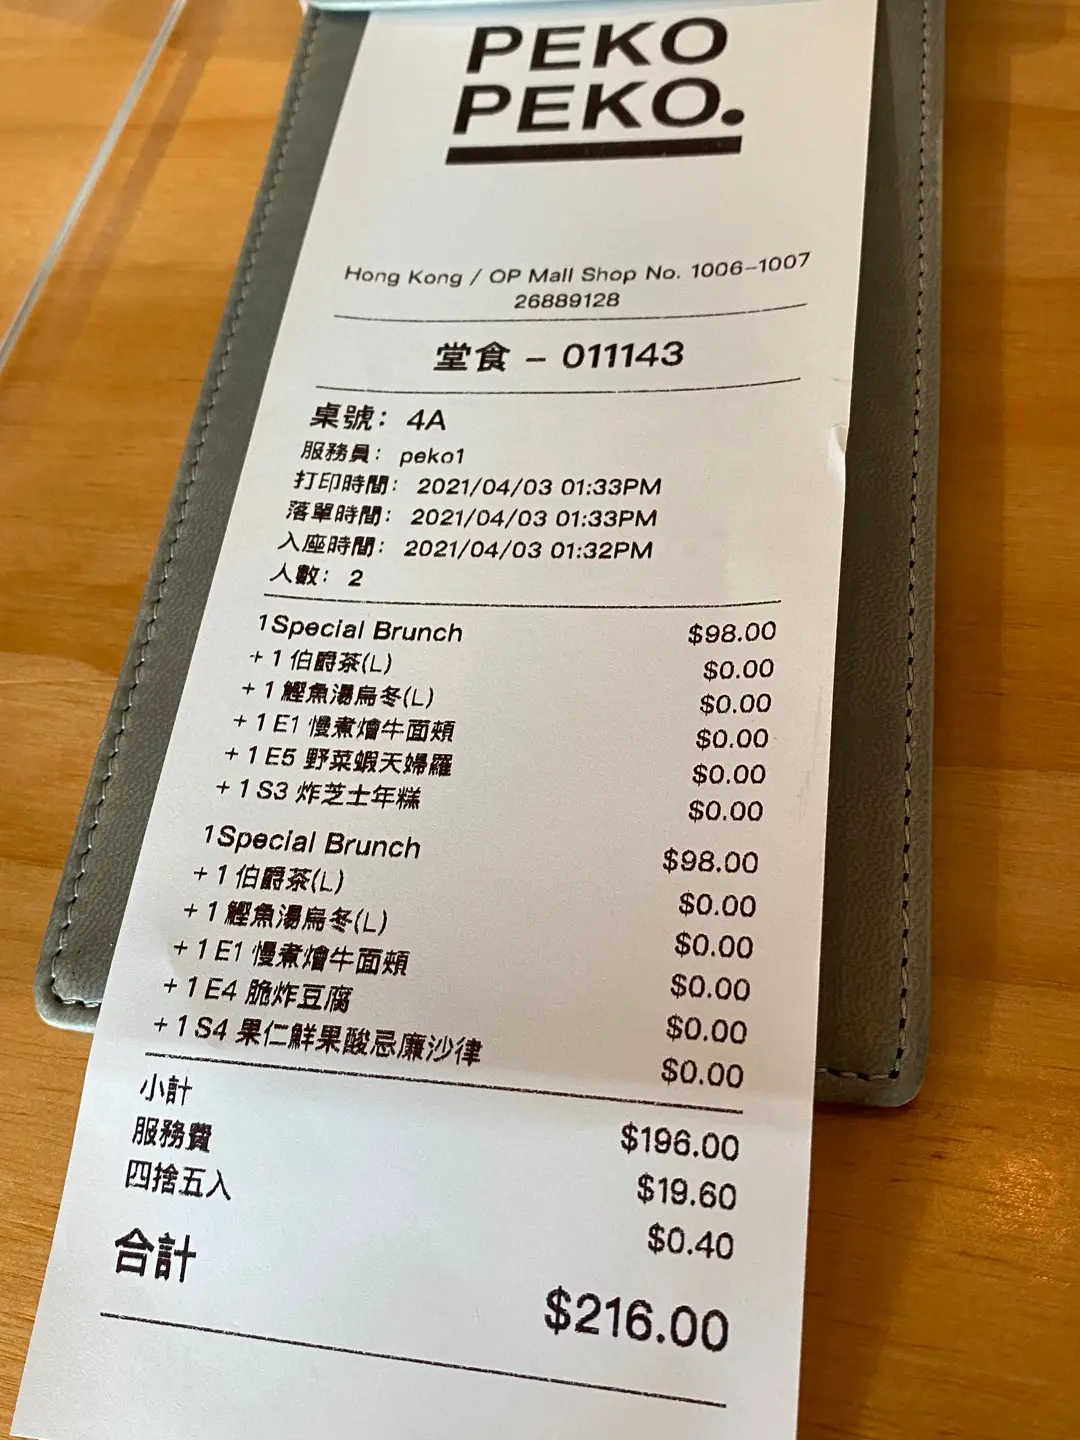 PEKO
PEKO.
Hong Kong / OP Mall Shop No. 1006-1007
26889128
堂食 - 011143
桌號: 4A
服務員: peko1
打印時間: 2021/04/03 01:33PM
落單時間: 2021/04/03 01:33PM
入座時間: 2021/04/03 01:32PM
人數: 2
1Special Brunch $98.00
+ 1 伯爵茶(L) $0.00
+ 1 鰹魚湯烏冬(L) $0.00
+ 1 E1 慢煮燴牛面頰 $0.00
+ 1 E5 野菜蝦天婦羅 $0.00
+ 1 S3 炸芝士年糕 $0.00
1Special Brunch $98.00
+ 1 伯爵茶(L) $0.00
+ 1 鰹魚湯烏冬(L) $0.00
+ 1 E1 慢煮燴牛面頰 $0.00
+ 1 E4 脆炸豆腐 $0.00
+ 1 S4 果仁鮮果酸忌廉沙律 $0.00
小計 $196.00
服務費 $19.60
四捨五入 $0.40
合計 $216.00